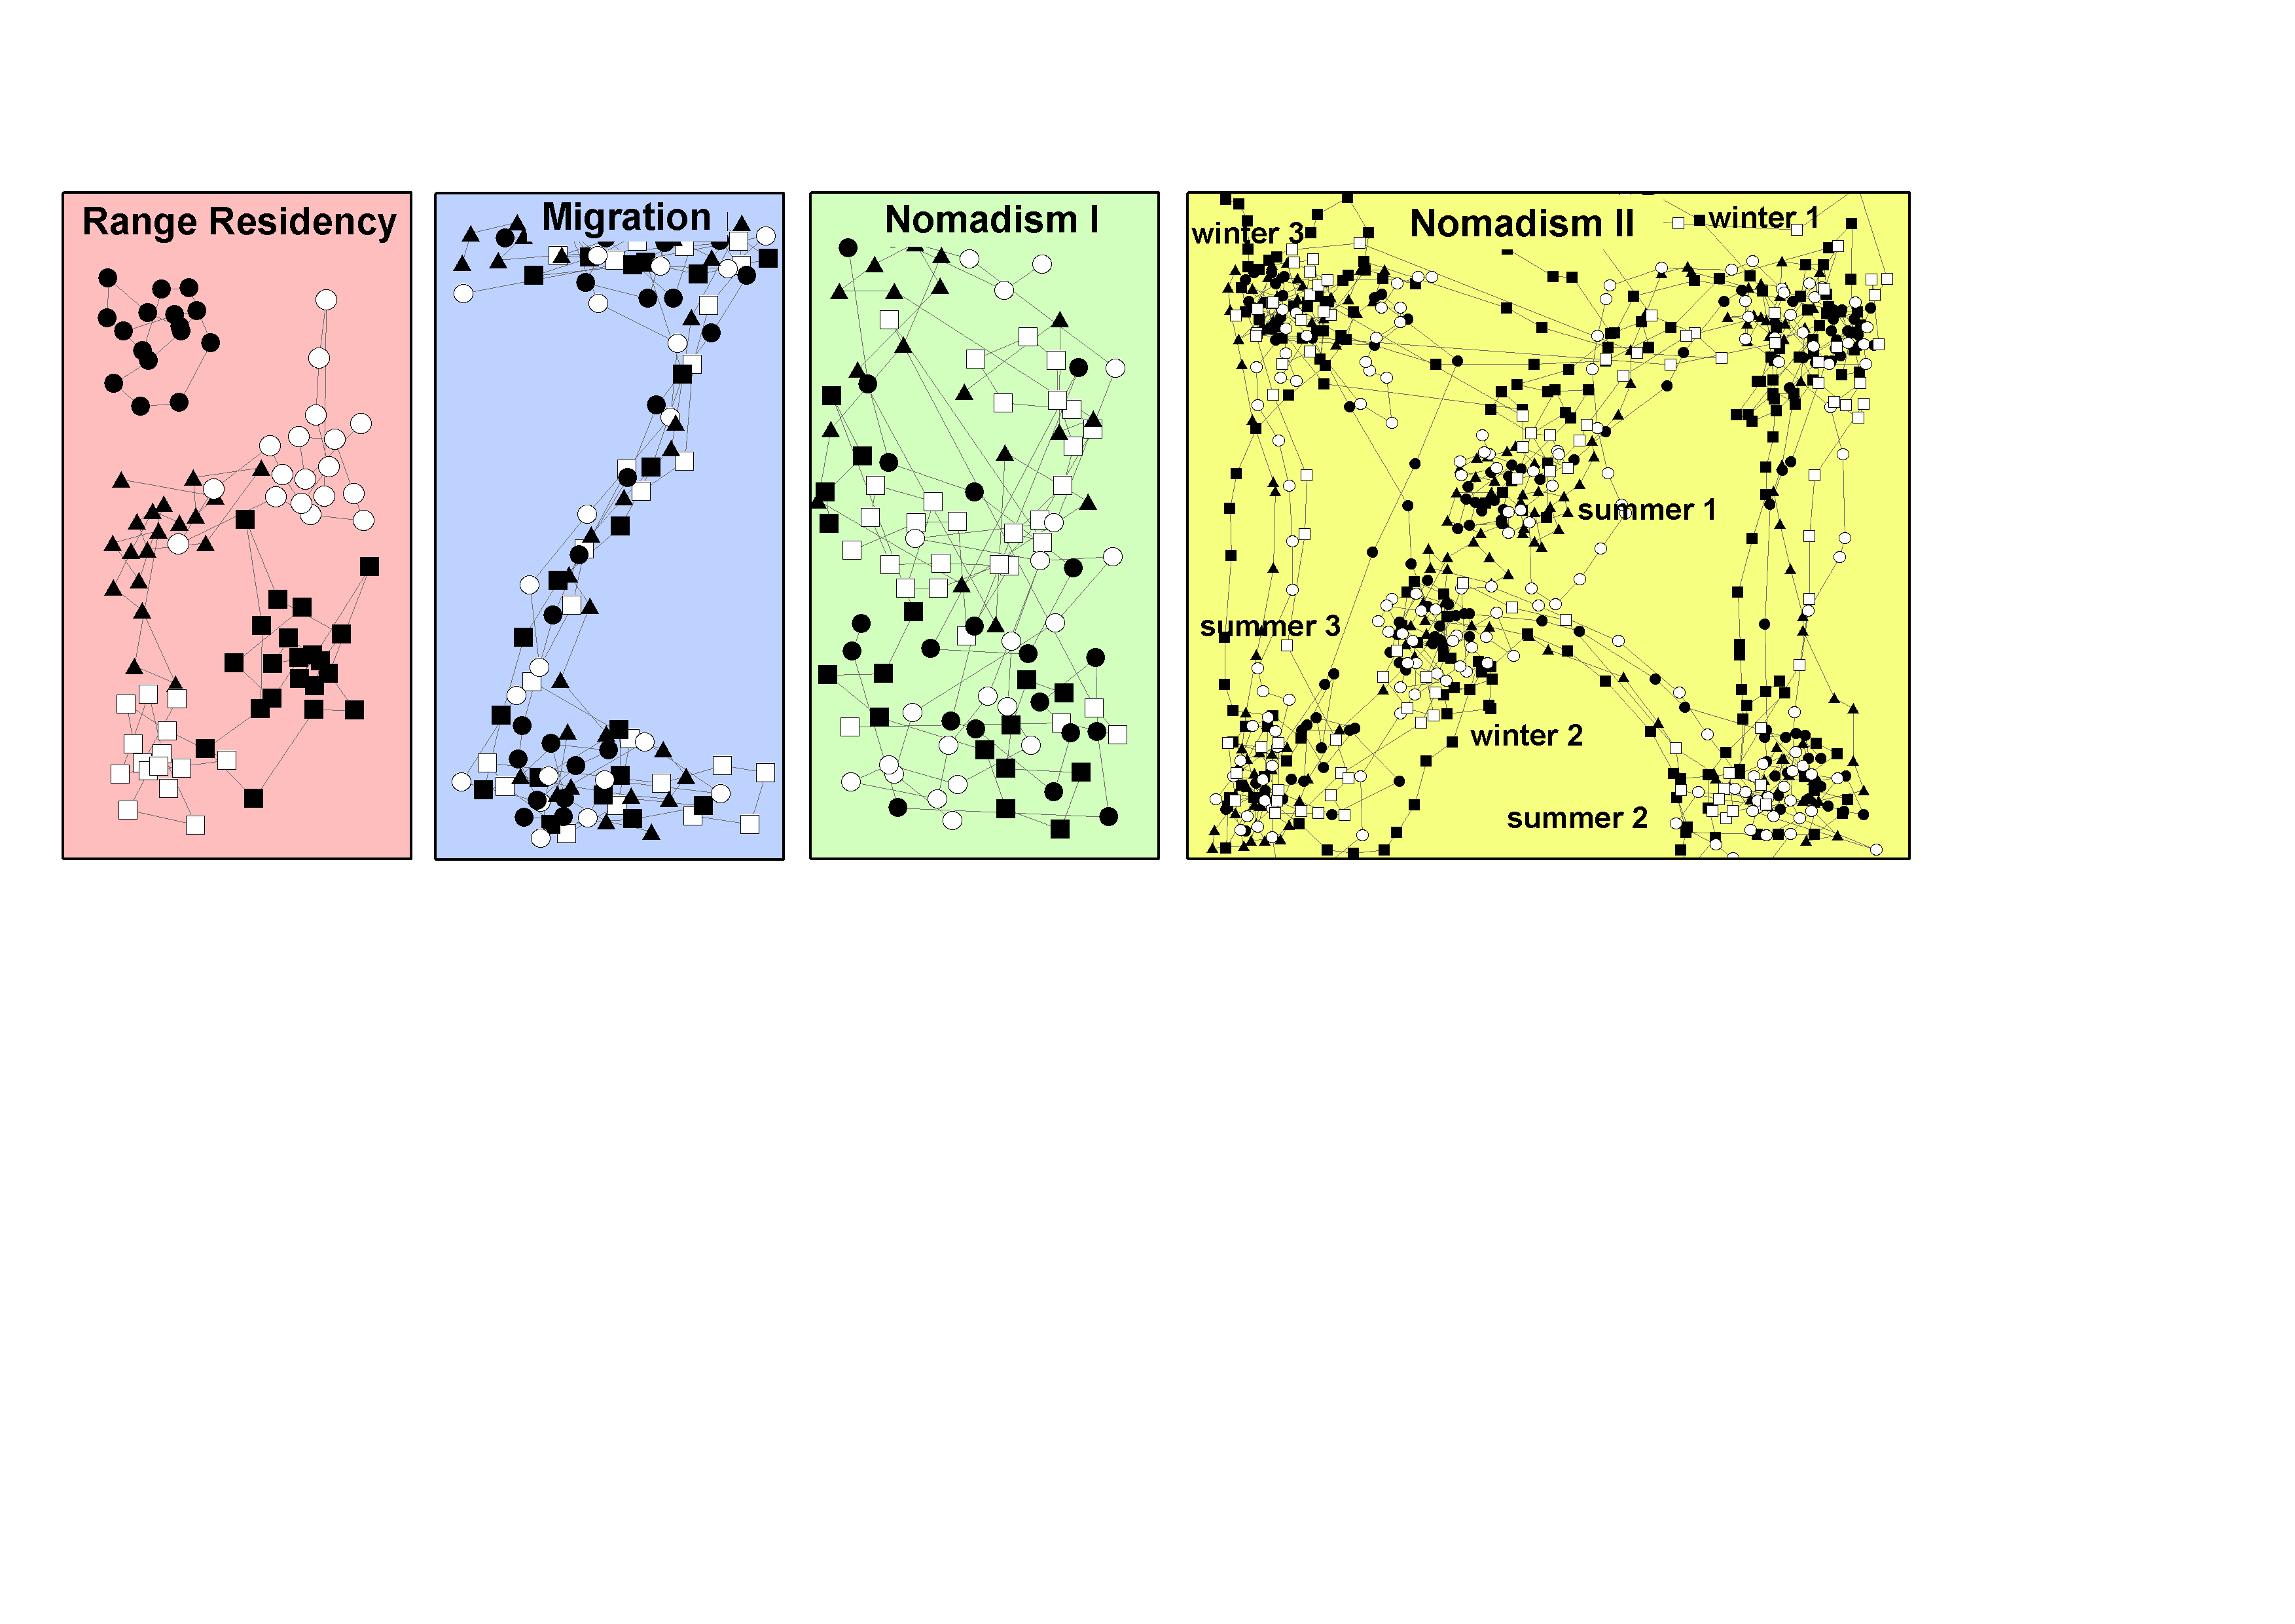 Range Residency
Migration
Nomadism I
Nomadism II
winter 1
winter 3
summer 1
summer 3
winter 2
summer 2